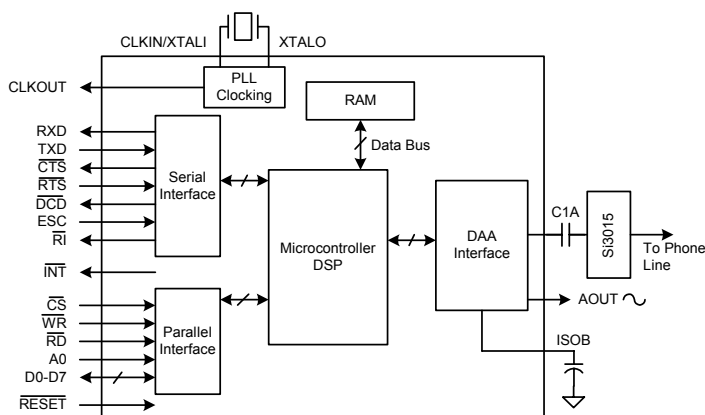 CLKIN/XTALI
XTALO
CLKOUT
PLL
Clocking
RAM
Data Bus
RXD
TXD
CTS
RTS
DCD
ESC
RI
Serial
Interface
INT
CS
WR
RD
A0
D0-D7
RESET
Parallel
Interface
Microcontroller
DSP
DAA
Interface
C1A
Si3015
To Phone
Line
AOUT
ISOB